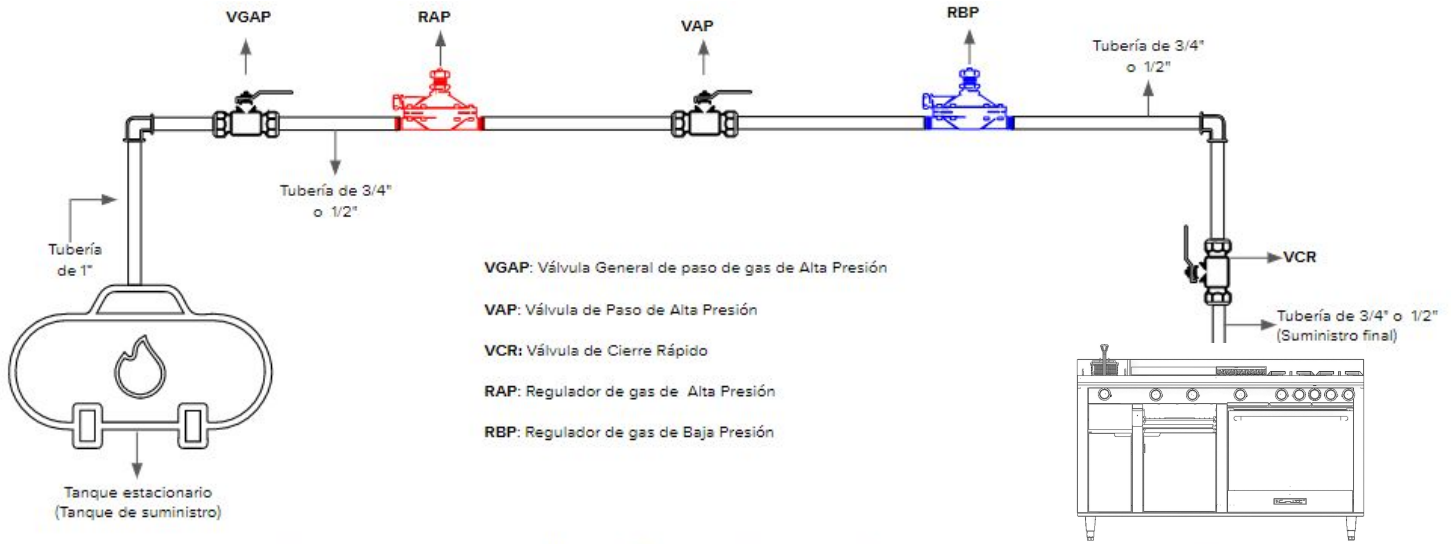 VGAP
RAP
VAP
RBP
Tubería de 3/4"
o 1/2"
Tubería de 3/4"
o 1/2"
Tubería
de 1"
VGAP: Válvula General de paso de gas de Alta Presión
VAP: Válvula de Paso de Alta Presión
VCR: Válvula de Cierre Rápido
RAP: Regulador de gas de Alta Presión
RBP: Regulador de gas de Baja Presión
VCR
Tubería de 3/4" o 1/2"
(Suministro final)
Tanque estacionario
(Tanque de suministro)